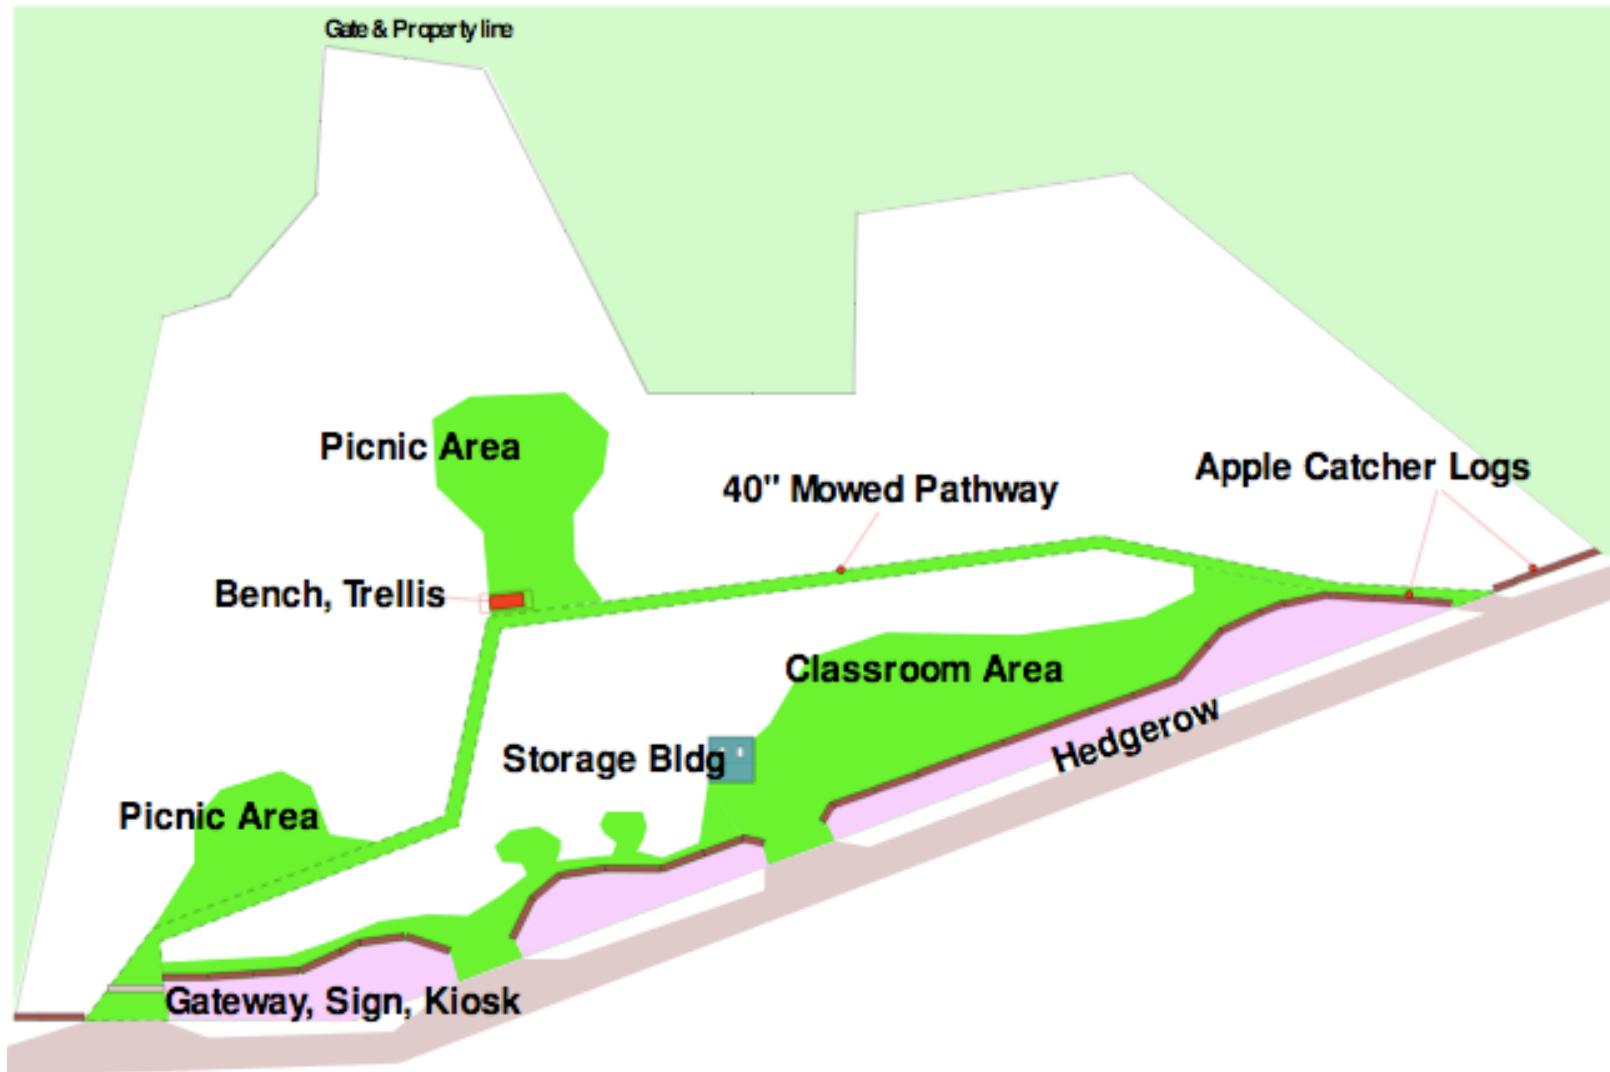 Gate & Property line
Picnic Area
Apple Catcher Logs
40" Mowed Pathway
Bench, Trellis
Classroom Area
Hedgerow
Storage Bldg
Picnic Area
Gateway, Sign, Kiosk